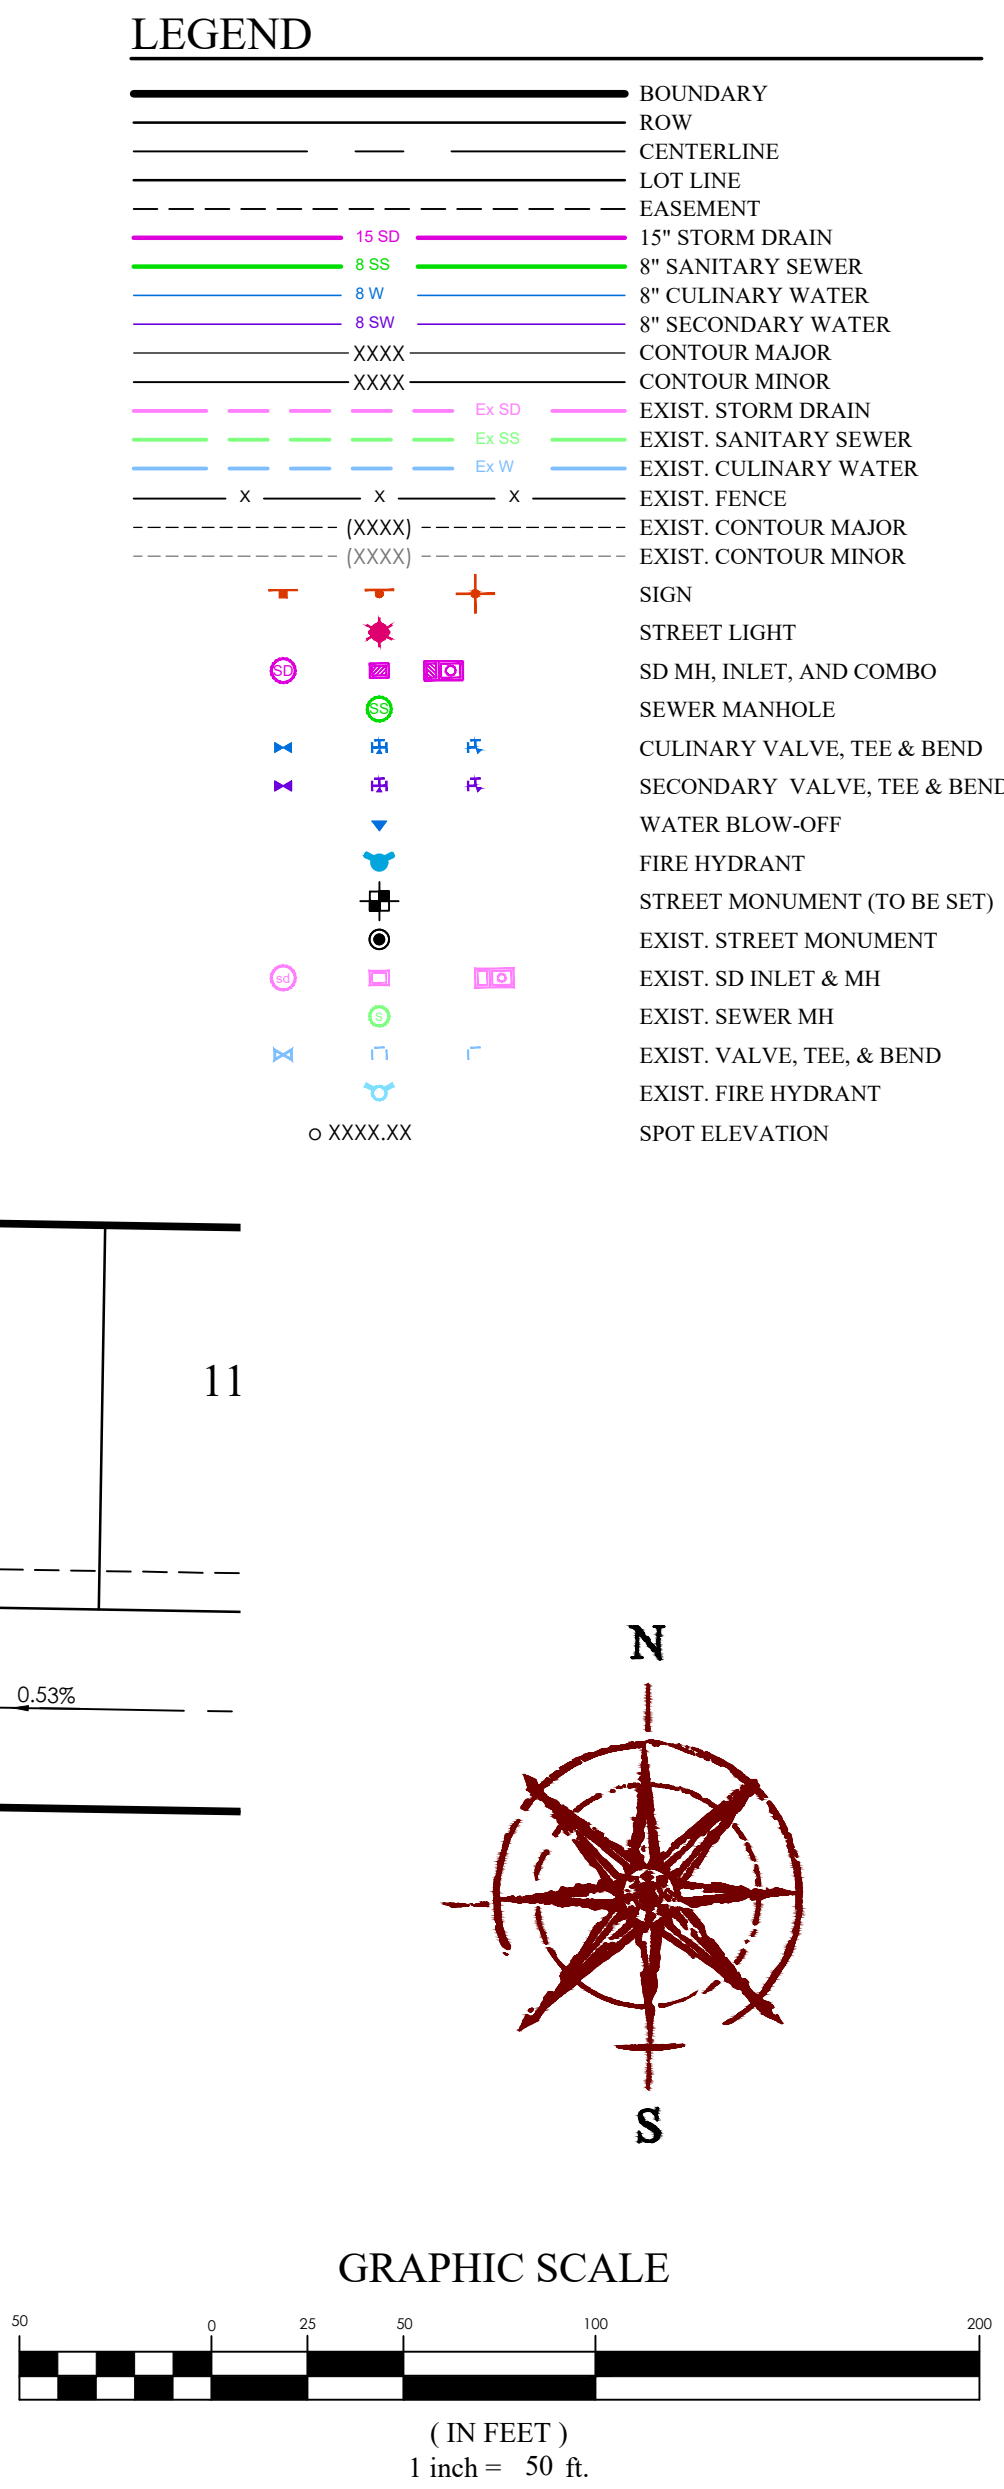 LEGEND
BOUNDARY
ROW
CENTERLINE
LOT LINE
EASEMENT
15 SD 15" STORM DRAIN
8 SS 8" SANITARY SEWER
8 W 8" CULINARY WATER
8 SW 8" SECONDARY WATER
XXXX CONTOUR MAJOR
XXXX CONTOUR MINOR
Ex SD EXIST. STORM DRAIN
Ex SS EXIST. SANITARY SEWER
Ex W EXIST. CULINARY WATER
X X X EXIST. FENCE
(XXXX) EXIST. CONTOUR MAJOR
(XXXX) EXIST. CONTOUR MINOR
SIGN
STREET LIGHT
SD SD MH, INLET, AND COMBO
SS SEWER MANHOLE
CULINARY VALVE, TEE & BEND
SECONDARY VALVE, TEE & BEND
WATER BLOW-OFF
FIRE HYDRANT
STREET MONUMENT (TO BE SET)
EXIST. STREET MONUMENT
sd EXIST. SD INLET & MH
S EXIST. SEWER MH
EXIST. VALVE, TEE, & BEND
EXIST. FIRE HYDRANT
XXXX.XX SPOT ELEVATION
11
0.53%
N
S
GRAPHIC SCALE
50 0 25 50 100 200
( IN FEET )
1 inch = 50 ft.